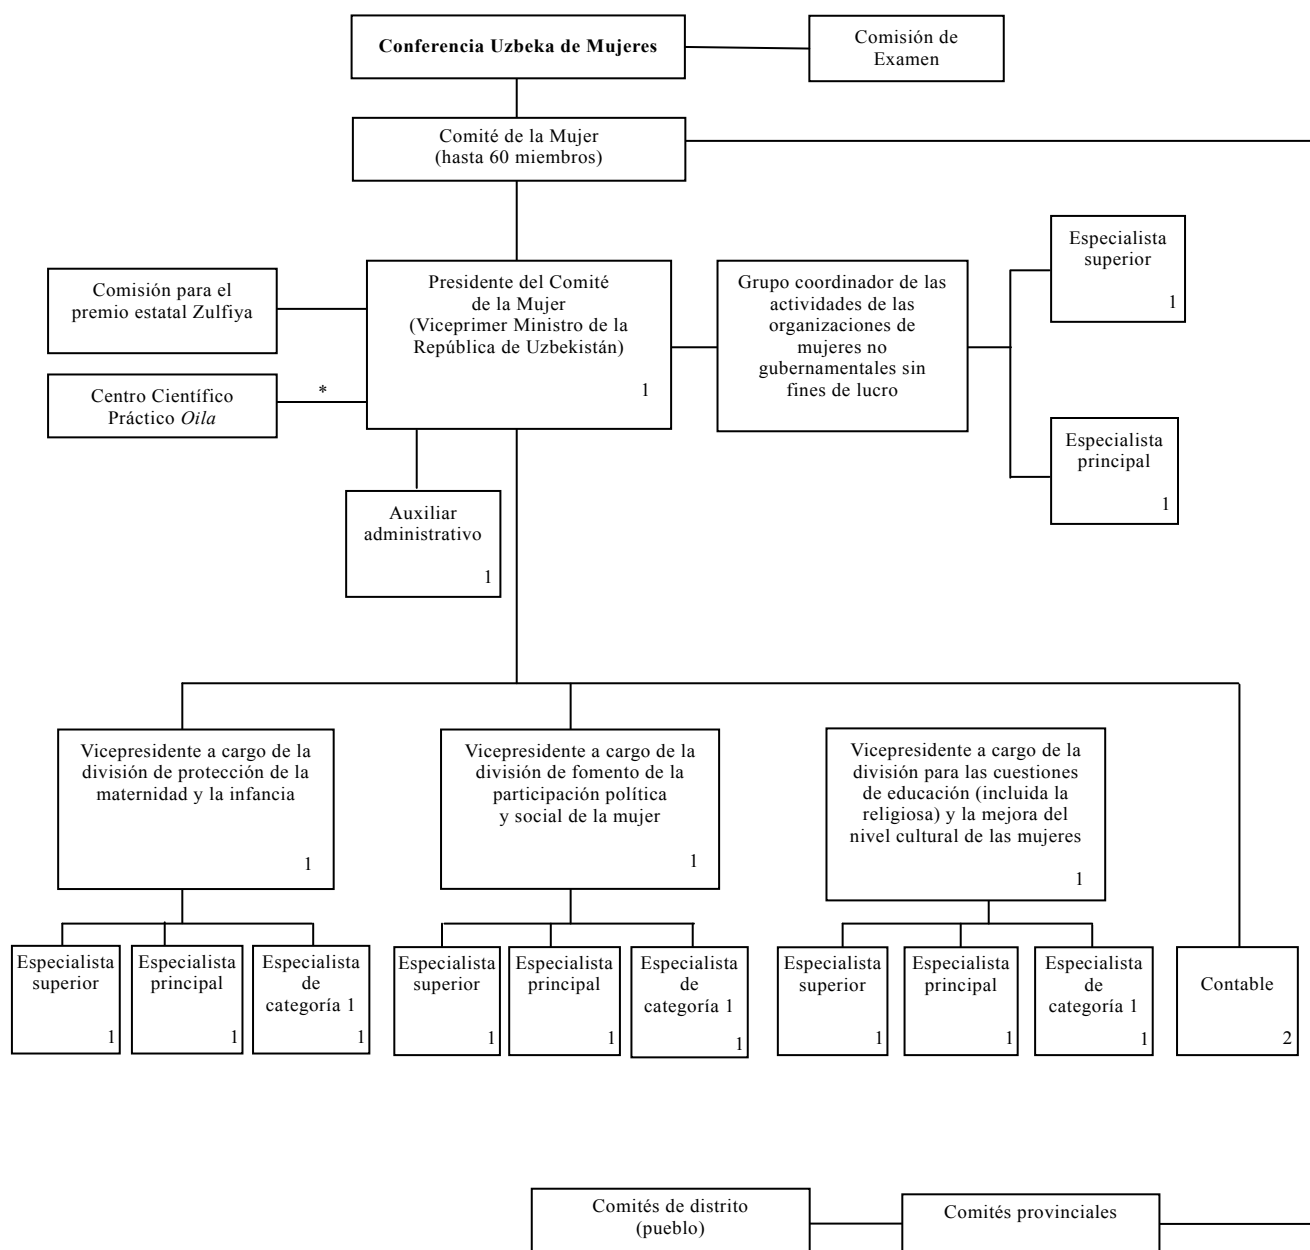 Conferencia Uzbeka de Mujeres
Comisión de
Examen
Comité de la Mujer
(hasta 60 miembros)
Comisión para el
premio estatal Zulfiya
Centro Científico
Práctico Oila
*
Presidente del Comité
de la Mujer
(Viceprimer Ministro de la
República de Uzbekistán)
1
Grupo coordinador de las
actividades de las
organizaciones de
mujeres no
gubernamentales sin
fines de lucro
Especialista
superior
1
Especialista
principal
1
Auxiliar
administrativo
1
Vicepresidente a cargo de la
división de protección de la
maternidad y la infancia
1
Vicepresidente a cargo de la
división de fomento de la
participación política
y social de la mujer
1
Vicepresidente a cargo de la
división para las cuestiones
de educación (incluida la
religiosa) y la mejora del
nivel cultural de las mujeres
1
Especialista
superior
1
Especialista
principal
1
Especialista
de
categoría 1
1
Especialista
superior
1
Especialista
principal
1
Especialista
de
categoría 1
1
Especialista
superior
1
Especialista
principal
1
Especialista
de
categoría 1
1
Contable
2
Comités de distrito
(pueblo)
Comités provinciales